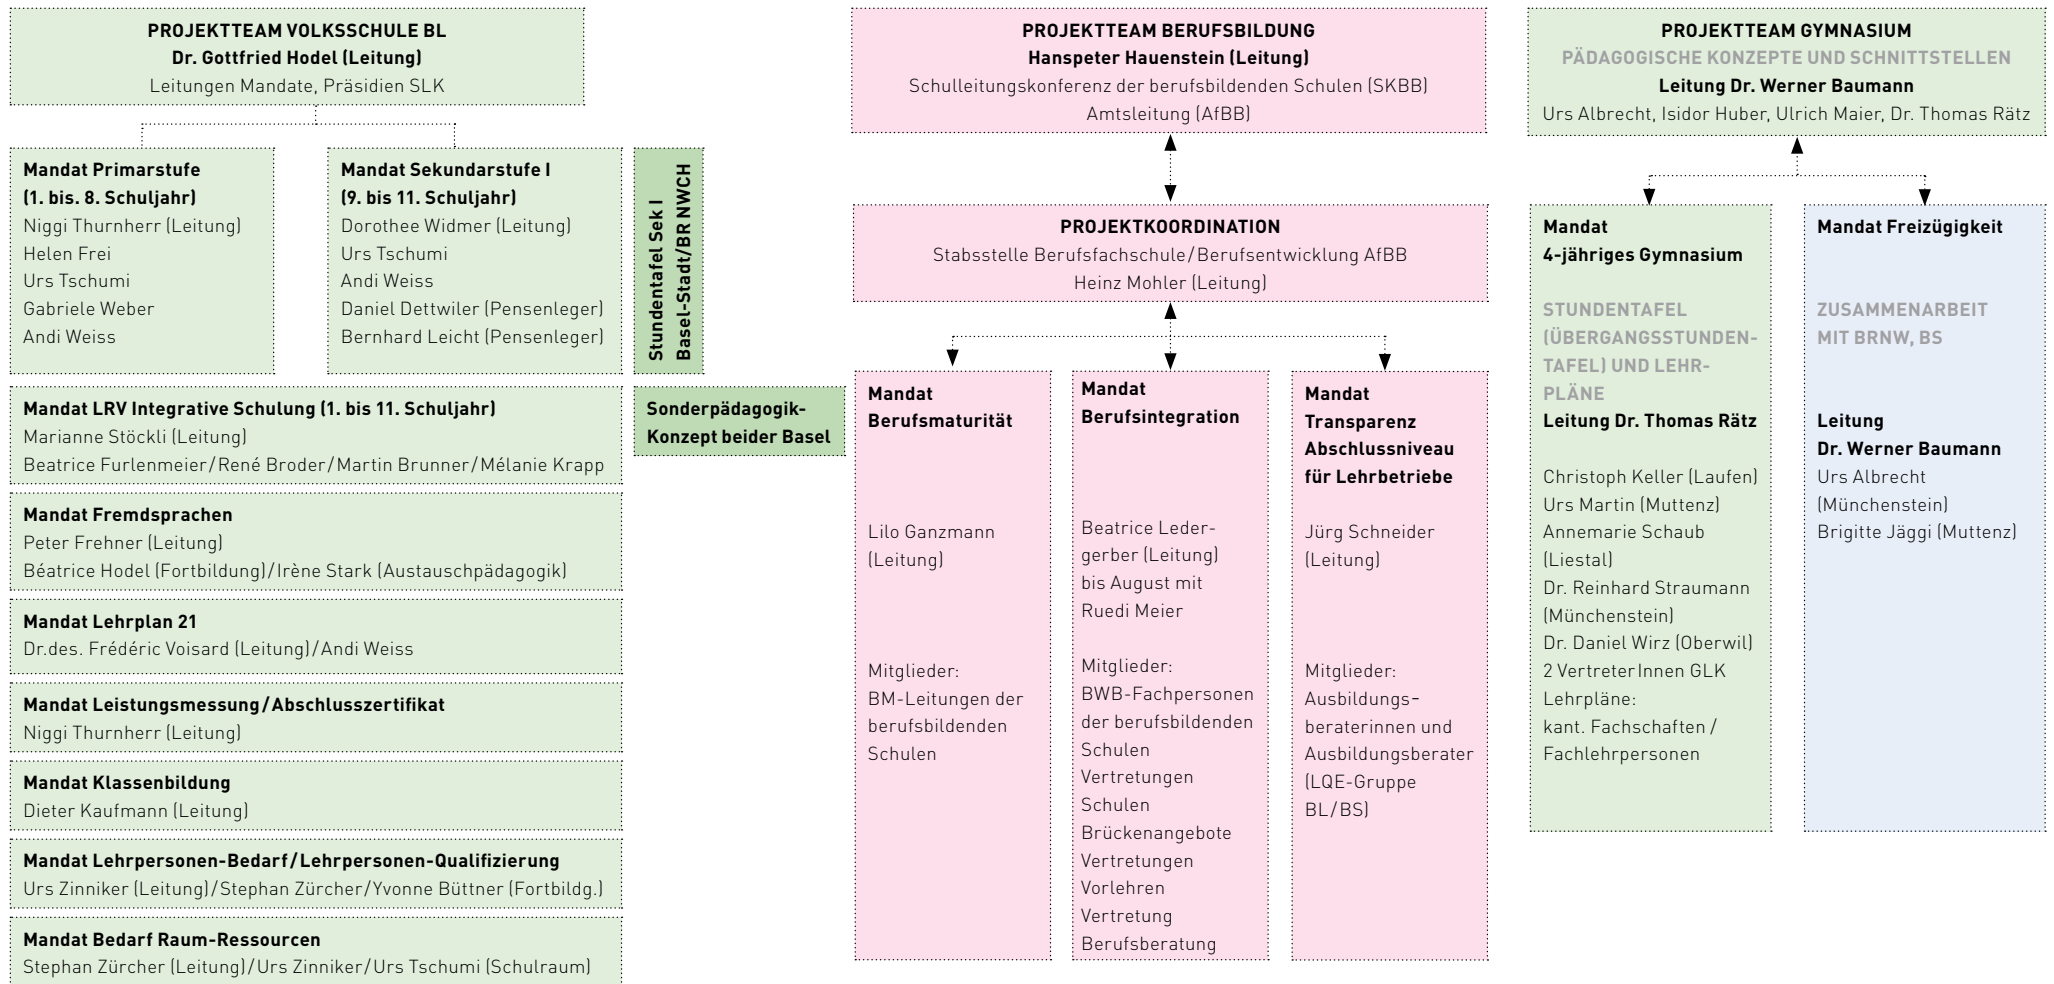 PROJEKTTEAM VOLKSSCHULE BL
Dr. Gottfried Hodel (Leitung)
Leitungen Mandate, Präsidien SLK
Mandat Primarstufe
(1. bis. 8. Schuljahr)
Niggi Thurnherr (Leitung)
Helen Frei
Urs Tschumi
Gabriele Weber
Andi Weiss
Mandat Sekundarstufe I
(9. bis 11. Schuljahr)
Dorothee Widmer (Leitung)
Urs Tschumi
Andi Weiss
Daniel Dettwiler (Pensenleger)
Bernhard Leicht (Pensenleger)
Stundentafel Sek I
Basel-Stadt/BR NWCH
Mandat LRV Integrative Schulung (1. bis 11. Schuljahr)
Marianne Stöckli (Leitung)
Beatrice Furlenmeier/René Broder/Martin Brunner/Mélanie Krapp
Sonderpädagogik-
Konzept beider Basel
Mandat Fremdsprachen
Peter Frehner (Leitung)
Béatrice Hodel (Fortbildung)/Irène Stark (Austauschpädagogik)
Mandat Lehrplan 21
Dr.des. Frédéric Voisard (Leitung)/Andi Weiss
Mandat Leistungsmessung/Abschlusszertifikat
Niggi Thurnherr (Leitung)
Mandat Klassenbildung
Dieter Kaufmann (Leitung)
Mandat Lehrpersonen-Bedarf/Lehrpersonen-Qualifizierung
Urs Zinniker (Leitung)/Stephan Zürcher/Yvonne Büttner (Fortbildg.)
Mandat Bedarf Raum-Ressourcen
Stephan Zürcher (Leitung)/Urs Zinniker/Urs Tschumi (Schulraum)
PROJEKTTEAM BERUFSBILDUNG
Hanspeter Hauenstein (Leitung)
Schulleitungskonferenz der berufsbildenden Schulen (SKBB)
Amtsleitung (AfBB)
PROJEKTKOORDINATION
Stabsstelle Berufsfachschule/Berufsentwicklung AfBB
Heinz Mohler (Leitung)
Mandat
Berufsmaturität
Lilo Ganzmann
(Leitung)
Mitglieder:
BM-Leitungen der
berufsbildenden
Schulen
Mandat
Berufsintegration
Beatrice Leder-
gerber (Leitung)
bis August mit
Ruedi Meier
Mitglieder:
BWB-Fachpersonen
der berufsbildenden
Schulen
Vertretungen
Schulen
Brückenangebote
Vertretungen
Vorlehren
Vertretung
Berufsberatung
Mandat
Transparenz
Abschlussniveau
für Lehrbetriebe
Jürg Schneider
(Leitung)
Mitglieder:
Ausbildungs–
beraterinnen und
Ausbildungsberater
(LQE-Gruppe
BL/BS)
PROJEKTTEAM GYMNASIUM
PÄDAGOGISCHE KONZEPTE UND SCHNITTSTELLEN
Leitung Dr. Werner Baumann
Urs Albrecht, Isidor Huber, Ulrich Maier, Dr. Thomas Rätz
Mandat
4-jähriges Gymnasium
STUNDENTAFEL
(ÜBERGANGSSTUNDEN-
TAFEL) UND LEHR-
PLÄNE
Leitung Dr. Thomas Rätz
Christoph Keller (Laufen)
Urs Martin (Muttenz)
Annemarie Schaub
(Liestal)
Dr. Reinhard Straumann
(Münchenstein)
Dr. Daniel Wirz (Oberwil)
2 VertreterInnen GLK
Lehrpläne:
kant. Fachschaften /
Fachlehrpersonen
Mandat Freizügigkeit
ZUSAMMENARBEIT
MIT BRNW, BS
Leitung
Dr. Werner Baumann
Urs Albrecht
(Münchenstein)
Brigitte Jäggi (Muttenz)